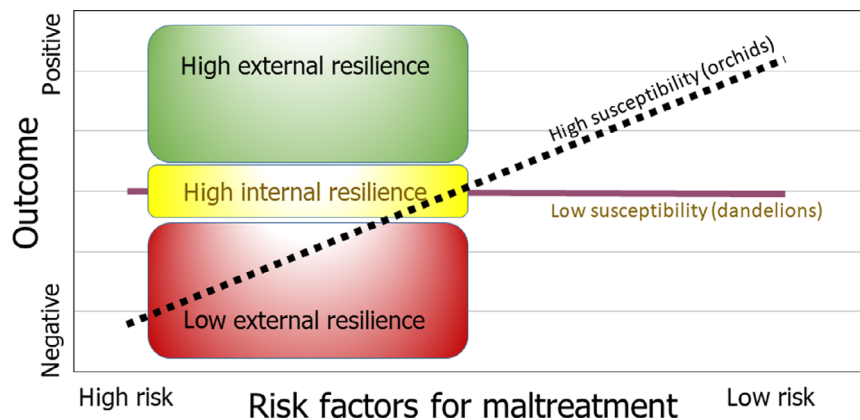 Positive
Outcome
Negative
High external resilience
High susceptibility (orchids)
High internal resilience
Low susceptibility (dandelions)
Low external resilience
High risk
Risk factors for maltreatment
Low risk